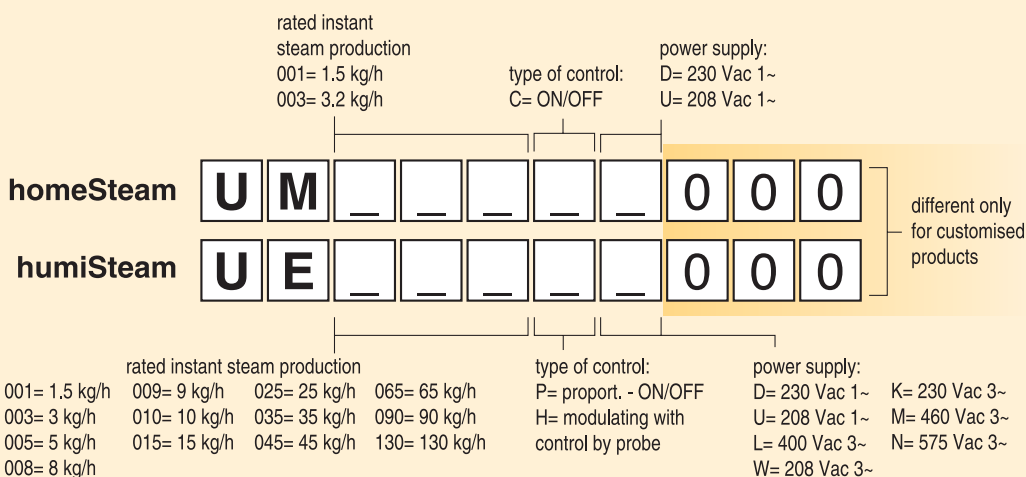 rated instant
steam production
001= 1.5 kg/h
003= 3.2 kg/h
type of control:
C= ON/OFF
power supply:
D= 230 Vac 1~
U= 208 Vac 1~
homeSteam U M _ _ _ _ _ 0 0 0
humiSteam U E _ _ _ _ _ 0 0 0
different only
for customised
products
rated instant steam production
001= 1.5 kg/h 009= 9 kg/h 025= 25 kg/h 065= 65 kg/h
003= 3 kg/h 010= 10 kg/h 035= 35 kg/h 090= 90 kg/h
005= 5 kg/h 015= 15 kg/h 045= 45 kg/h 130= 130 kg/h
008= 8 kg/h
type of control:
P= proport. - ON/OFF
H= modulating with
control by probe
power supply:
D= 230 Vac 1~ K= 230 Vac 3~
U= 208 Vac 1~ M= 460 Vac 3~
L= 400 Vac 3~ N= 575 Vac 3~
W= 208 Vac 3~